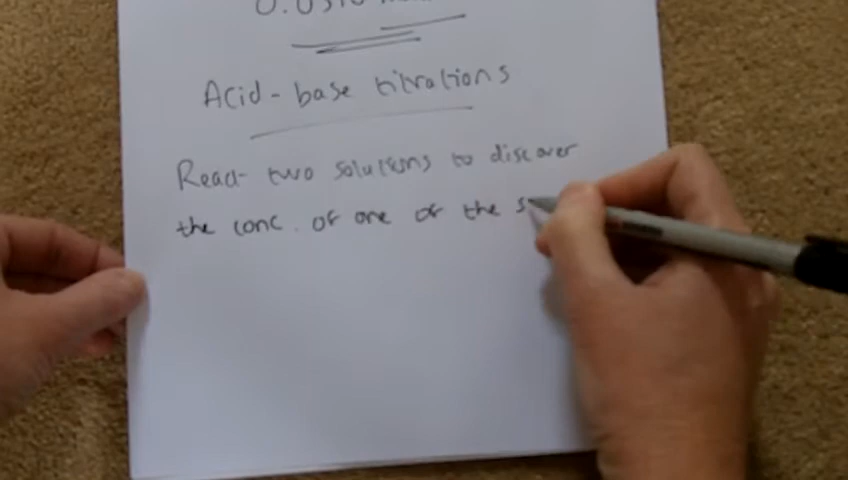 Acid-base titrations
React two solutions to discover
the conc. of one of the s